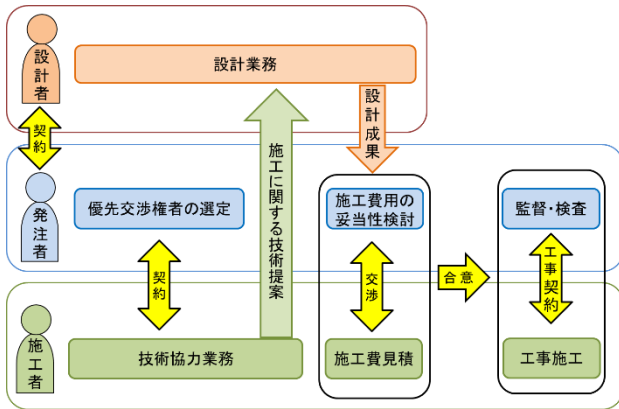 設計者
設計業務
契約
設計成果
施工に関する技術提案
発注者
優先交渉権者の選定
施工費用の
妥当性検討
監督・検査
契約
交渉
合意
工事
契約
施工者
技術協力業務
施工費見積
工事施工